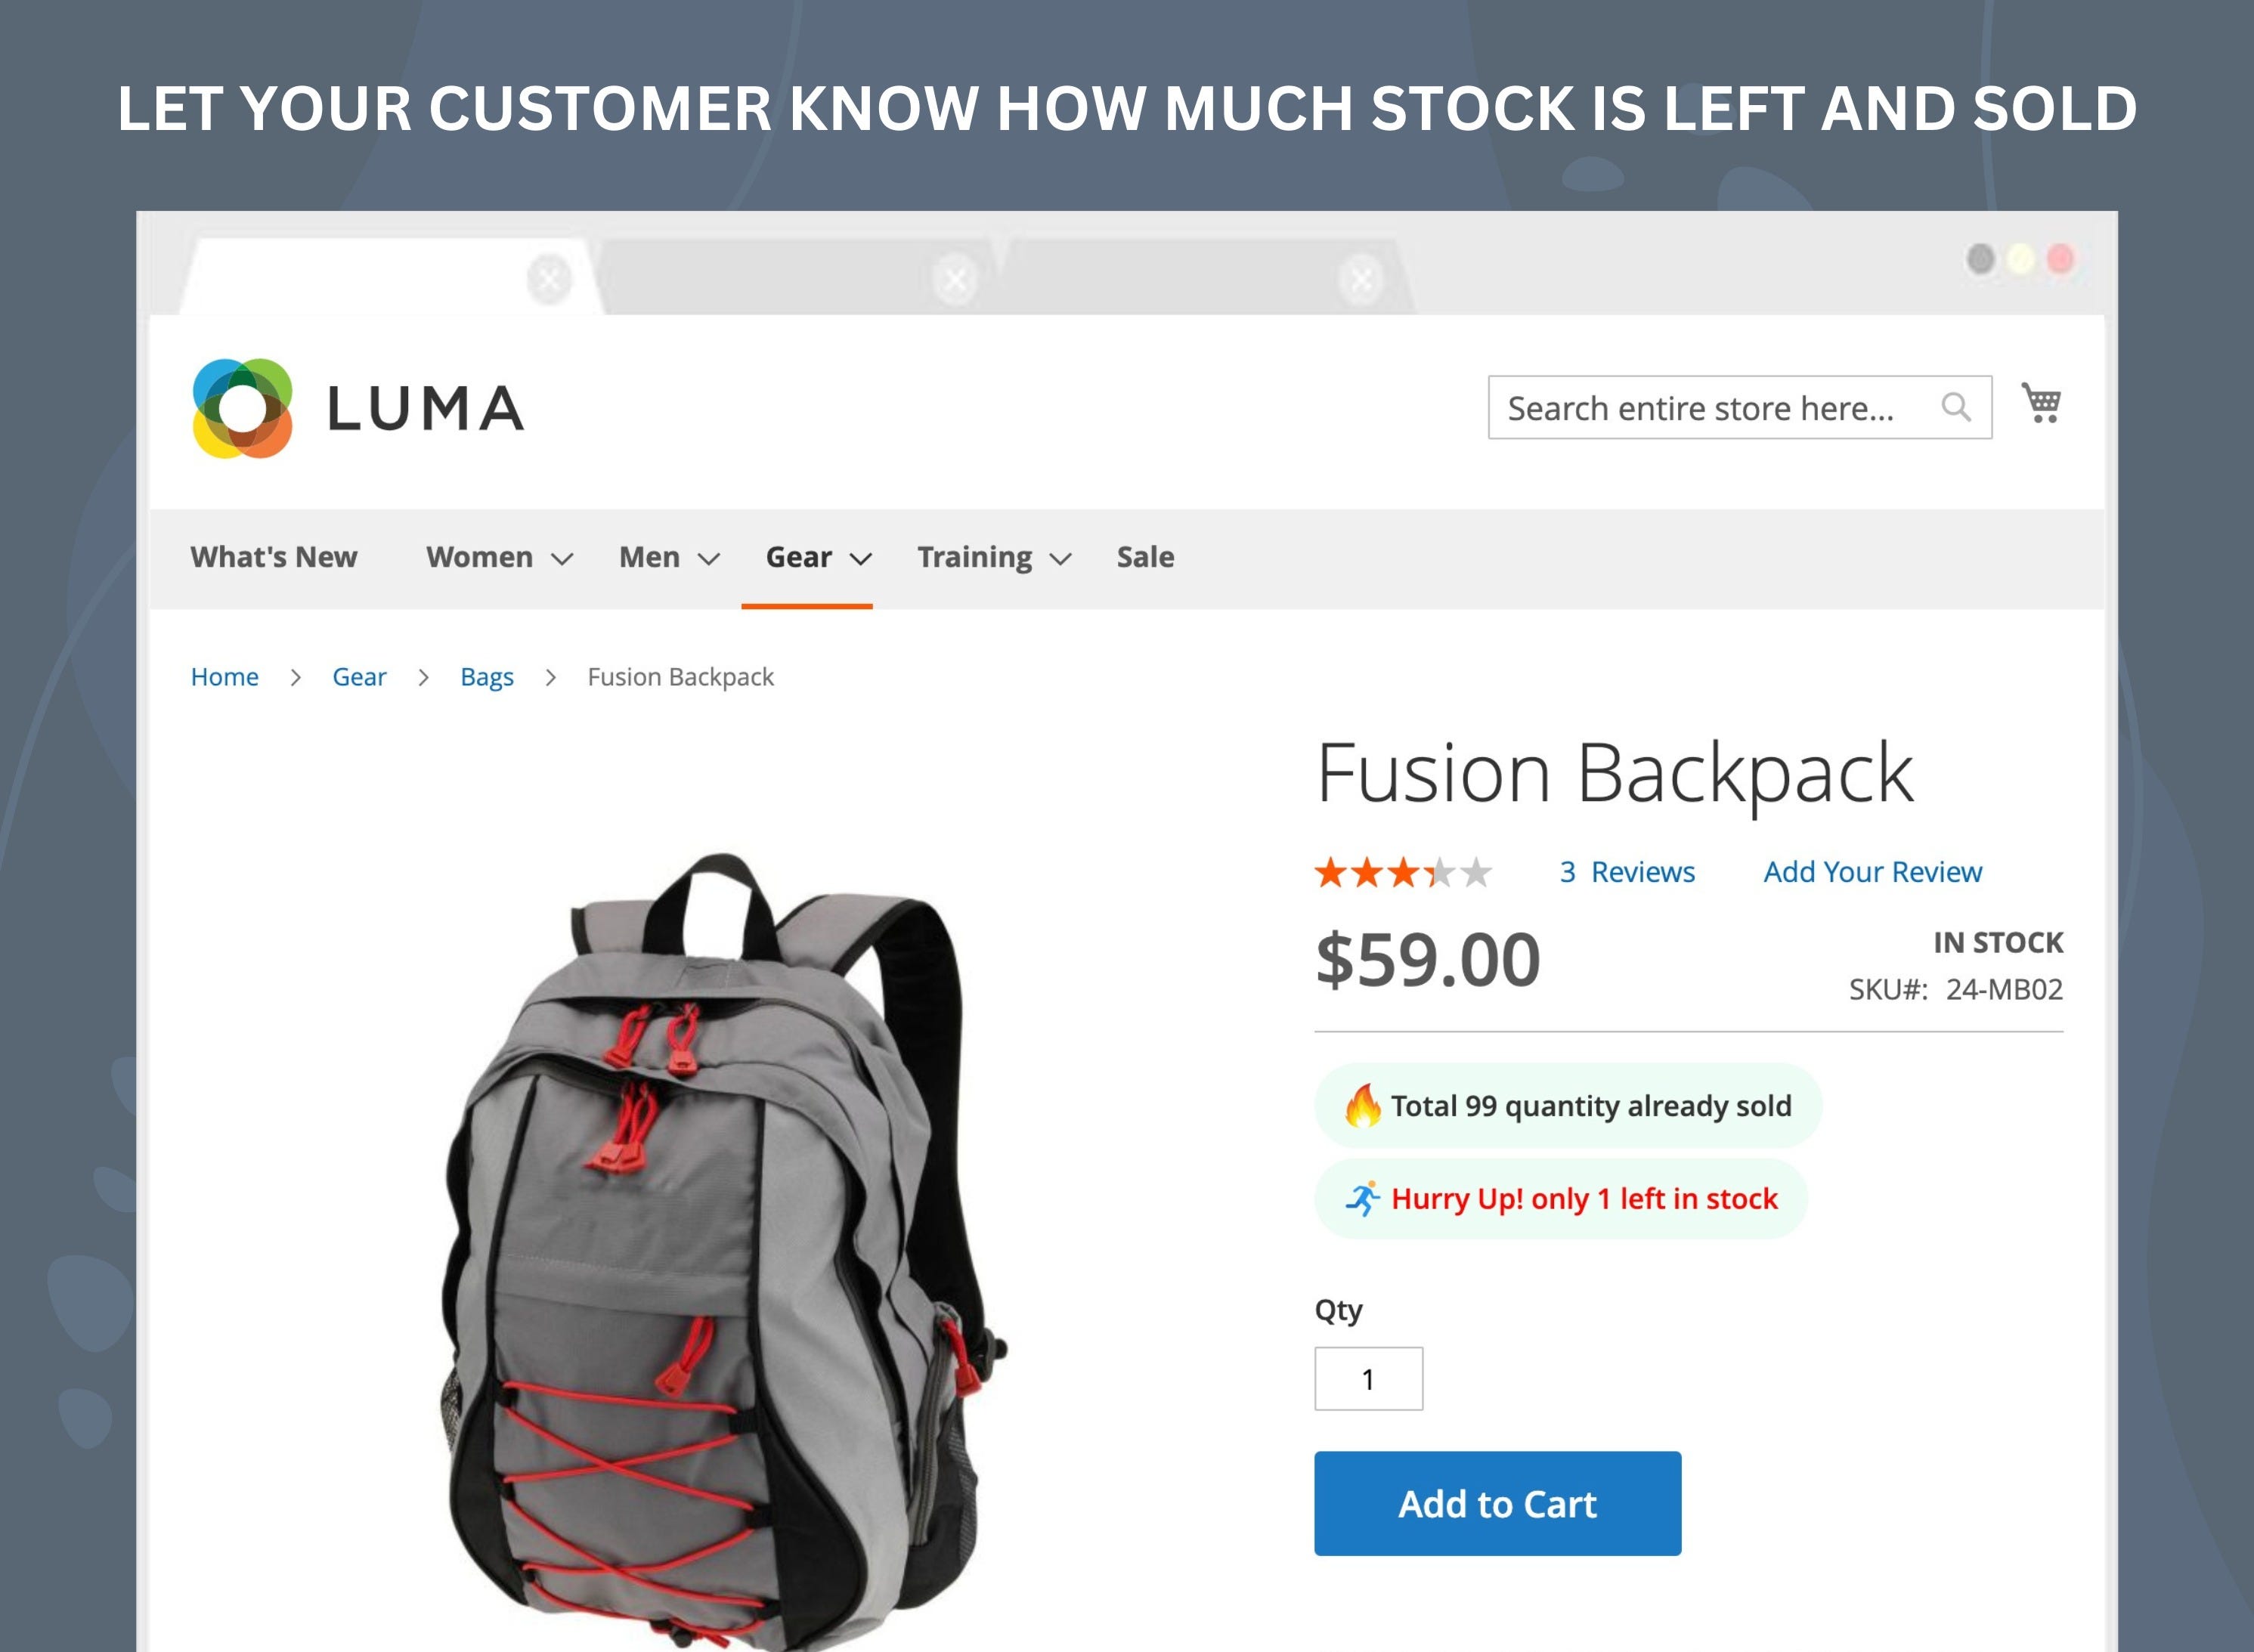 LET YOUR CUSTOMER KNOW HOW MUCH STOCK IS LEFT AND SOLD
LUMA
Search entire store here...
What's New Women Men Gear Training Sale
Home > Gear > Bags > Fusion Backpack
Fusion Backpack
3 Reviews Add Your Review
$59.00
IN STOCK
SKU#: 24-MB02
🔥 Total 99 quantity already sold
🏃 Hurry Up! only 1 left in stock
Qty
1
Add to Cart